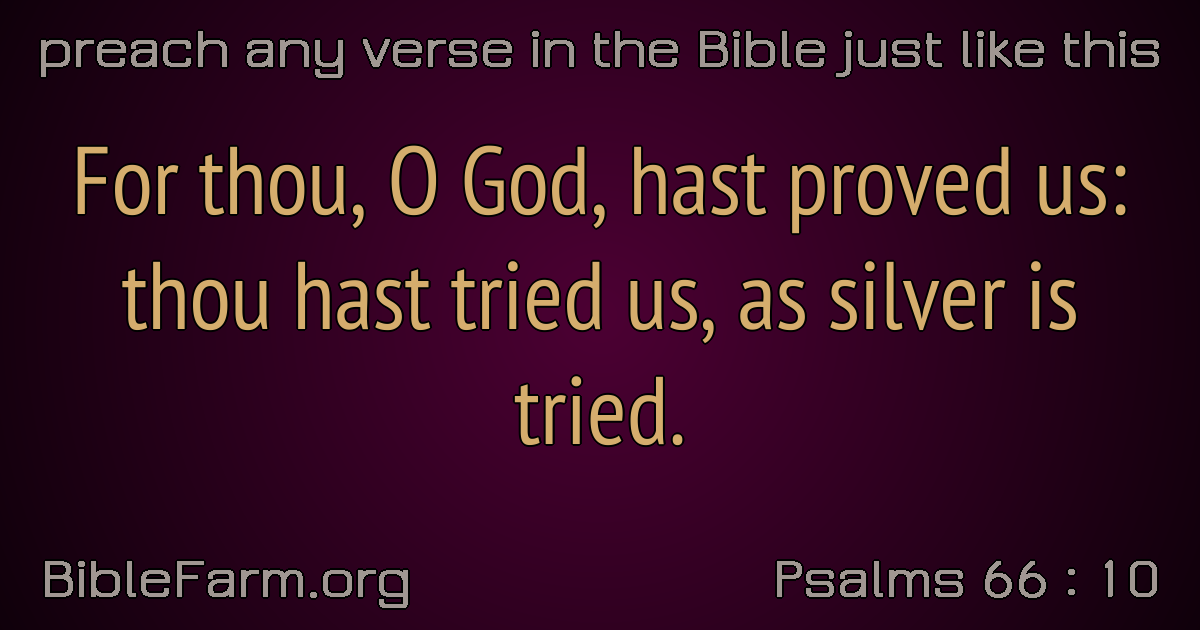 preach any verse in the Bible just like this
For thou, O God, hast proved us:
thou hast tried us, as silver is
tried.
BibleFarm.org
Psalms 66 : 10